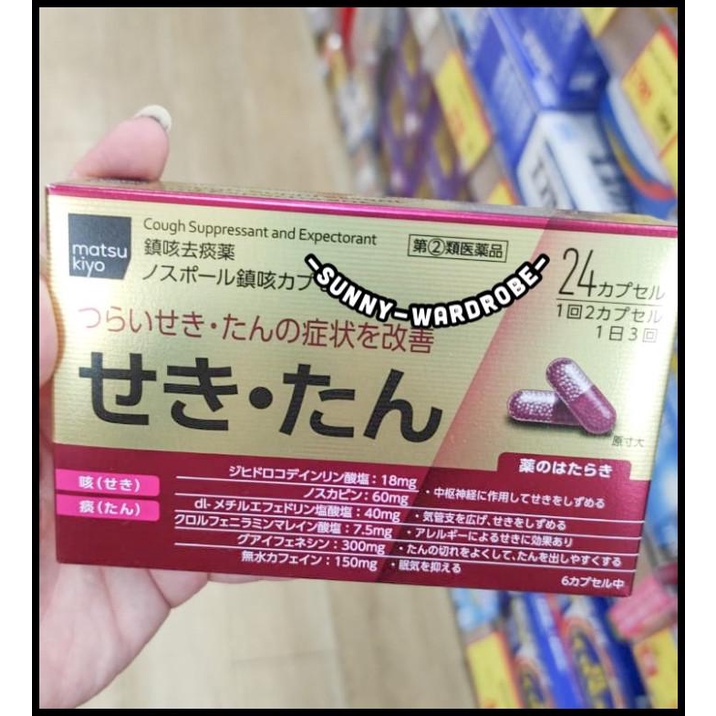 matsu
kiyo
Cough Suppressant and Expectorant
鎮咳去痰薬
ノスポール鎮咳カプ
第②類医薬品
-SUNNY-WARDROBE-
24カプセル
1回2カプセル
1日3回
つらいせき・たんの症状を改善
せき・たん
原寸大
薬のはたらき
咳(せき)
痰(たん)
ジヒドロコデインリン酸塩:18mg
ノスカピン:60mg
・中枢神経に作用してせきをしずめる
dl-メチルエフェドリン塩酸塩:40mg
・気管支を広げ、せきをしずめる
クロルフェニラミンマレイン酸塩:7.5mg
・アレルギーによるせきに効果あり
グアイフェネシン:300mg
・たんの切れをよくして、たんを出しやすくする
無水カフェイン:150mg
・眠気を抑える
6カプセル中